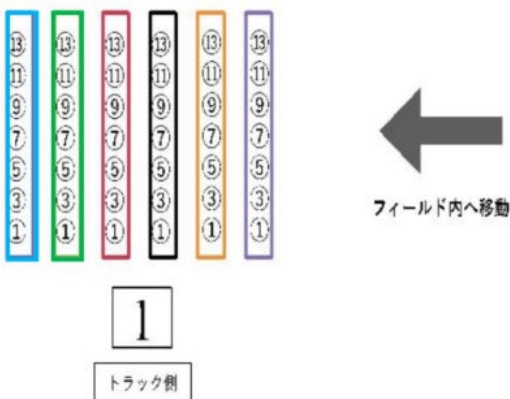 ⑬ ⑬ ⑬ ⑬ ⑬ ⑬
⑪ ⑪ ⑪ ⑪ ⑪ ⑪
⑨ ⑨ ⑨ ⑨ ⑨ ⑨
⑦ ⑦ ⑦ ⑦ ⑦ ⑦
⑤ ⑤ ⑤ ⑤ ⑤ ⑤
③ ③ ③ ③ ③ ③
① ① ① ① ① ①
フィールド内へ移動
1
トラック側